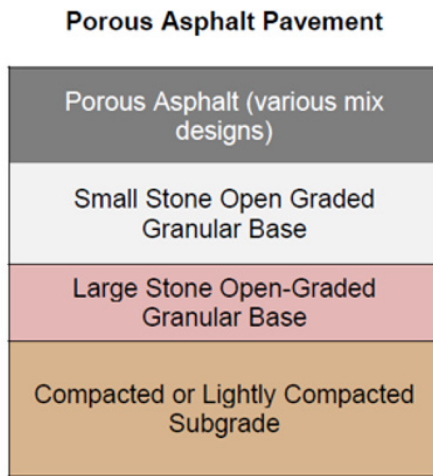 Porous Asphalt Pavement
Porous Asphalt (various mix
designs)
Small Stone Open Graded
Granular Base
Large Stone Open-Graded
Granular Base
Compacted or Lightly Compacted
Subgrade